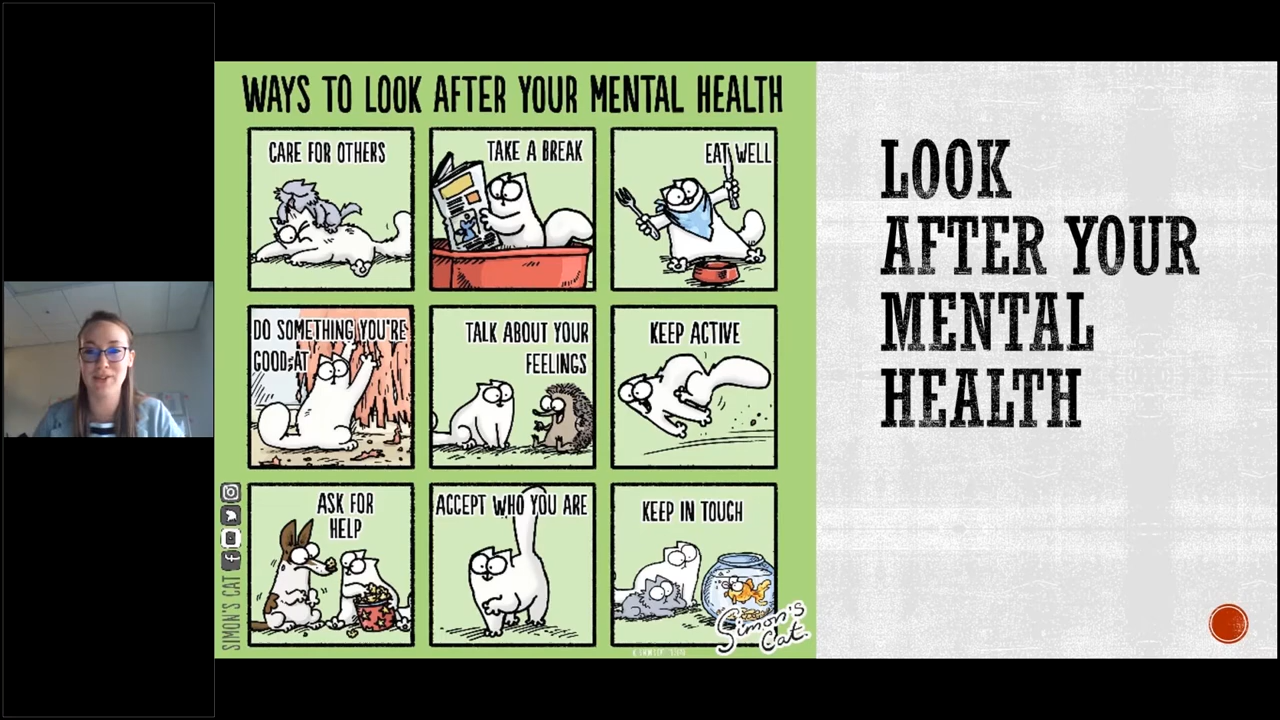 WAYS TO LOOK AFTER YOUR MENTAL HEALTH
CARE FOR OTHERS
TAKE A BREAK
EAT WELL
DO SOMETHING YOU'RE
GOOD AT
TALK ABOUT YOUR
FEELINGS
KEEP ACTIVE
ASK FOR
HELP
ACCEPT WHO YOU ARE
KEEP IN TOUCH
SIMON'S CAT
Simon's
Cat.
LOOK
AFTER YOUR
MENTAL
HEALTH